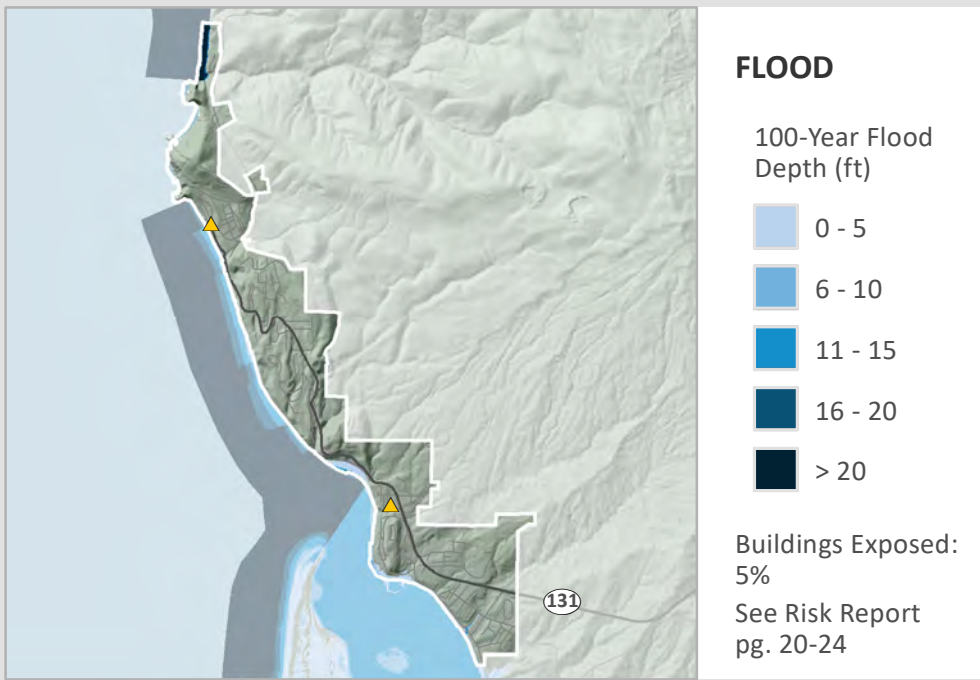 FLOOD
100-Year Flood
Depth (ft)
0 - 5
6 - 10
11 - 15
16 - 20
> 20
Buildings Exposed:
5%
See Risk Report
pg. 20-24
131